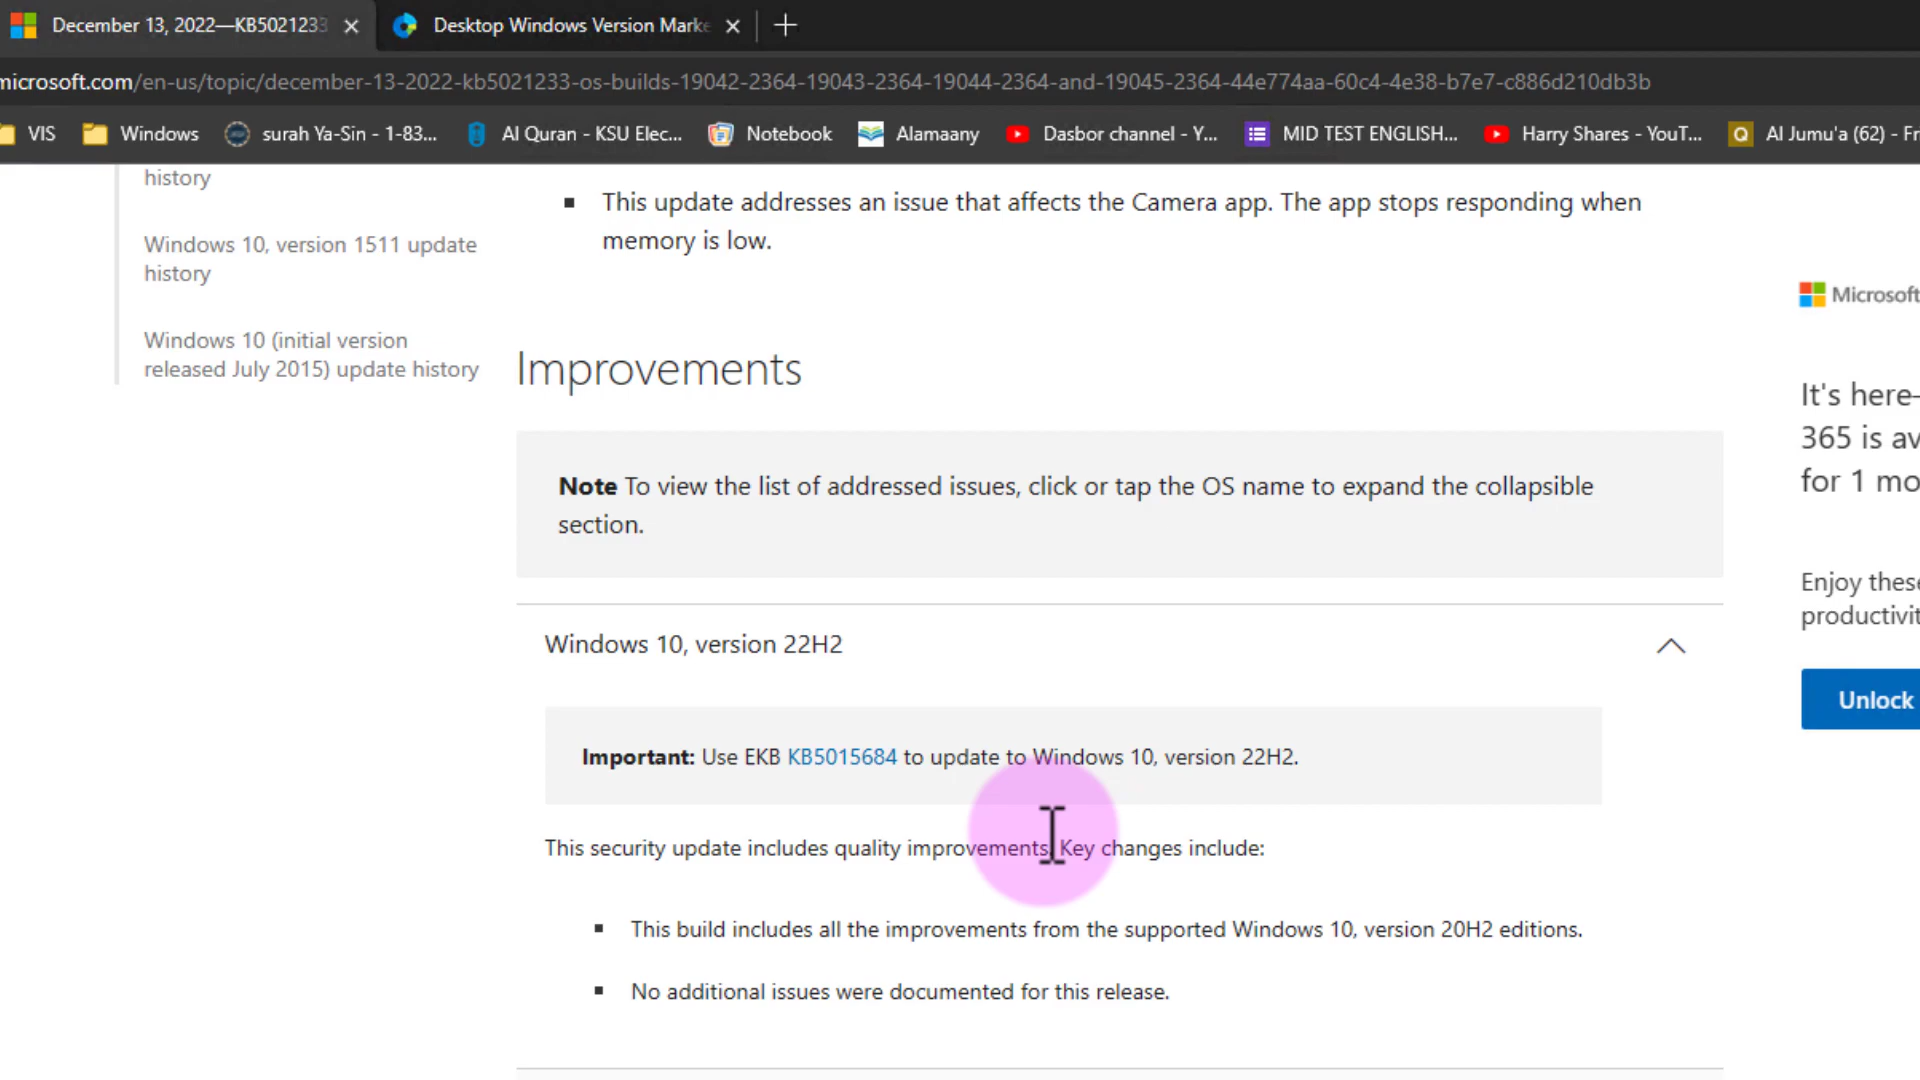 December 13, 2022—KB5021233
Desktop Windows Version Marke
microsoft.com/en-us/topic/december-13-2022-kb5021233-os-builds-19042-2364-19043-2364-19044-2364-and-19045-2364-44e774aa-60c4-4e38-b7e7-c886d210db3b
VIS Windows surah Ya-Sin - 1-83... Al Quran - KSU Elec... Notebook Alamaany Dasbor channel - Y... MID TEST ENGLISH... Harry Shares - YouT... Al Jumu'a (62) - Fr
history
Windows 10, version 1511 update
history
Windows 10 (initial version
released July 2015) update history
This update addresses an issue that affects the Camera app. The app stops responding when
memory is low.
Improvements
Note To view the list of addressed issues, click or tap the OS name to expand the collapsible
section.
Windows 10, version 22H2
Important: Use EKB KB5015684 to update to Windows 10, version 22H2.
This security update includes quality improvements. Key changes include:
This build includes all the improvements from the supported Windows 10, version 20H2 editions.
No additional issues were documented for this release.
Microsoft
It's here-
365 is av
for 1 mo
Enjoy these
productivit
Unlock